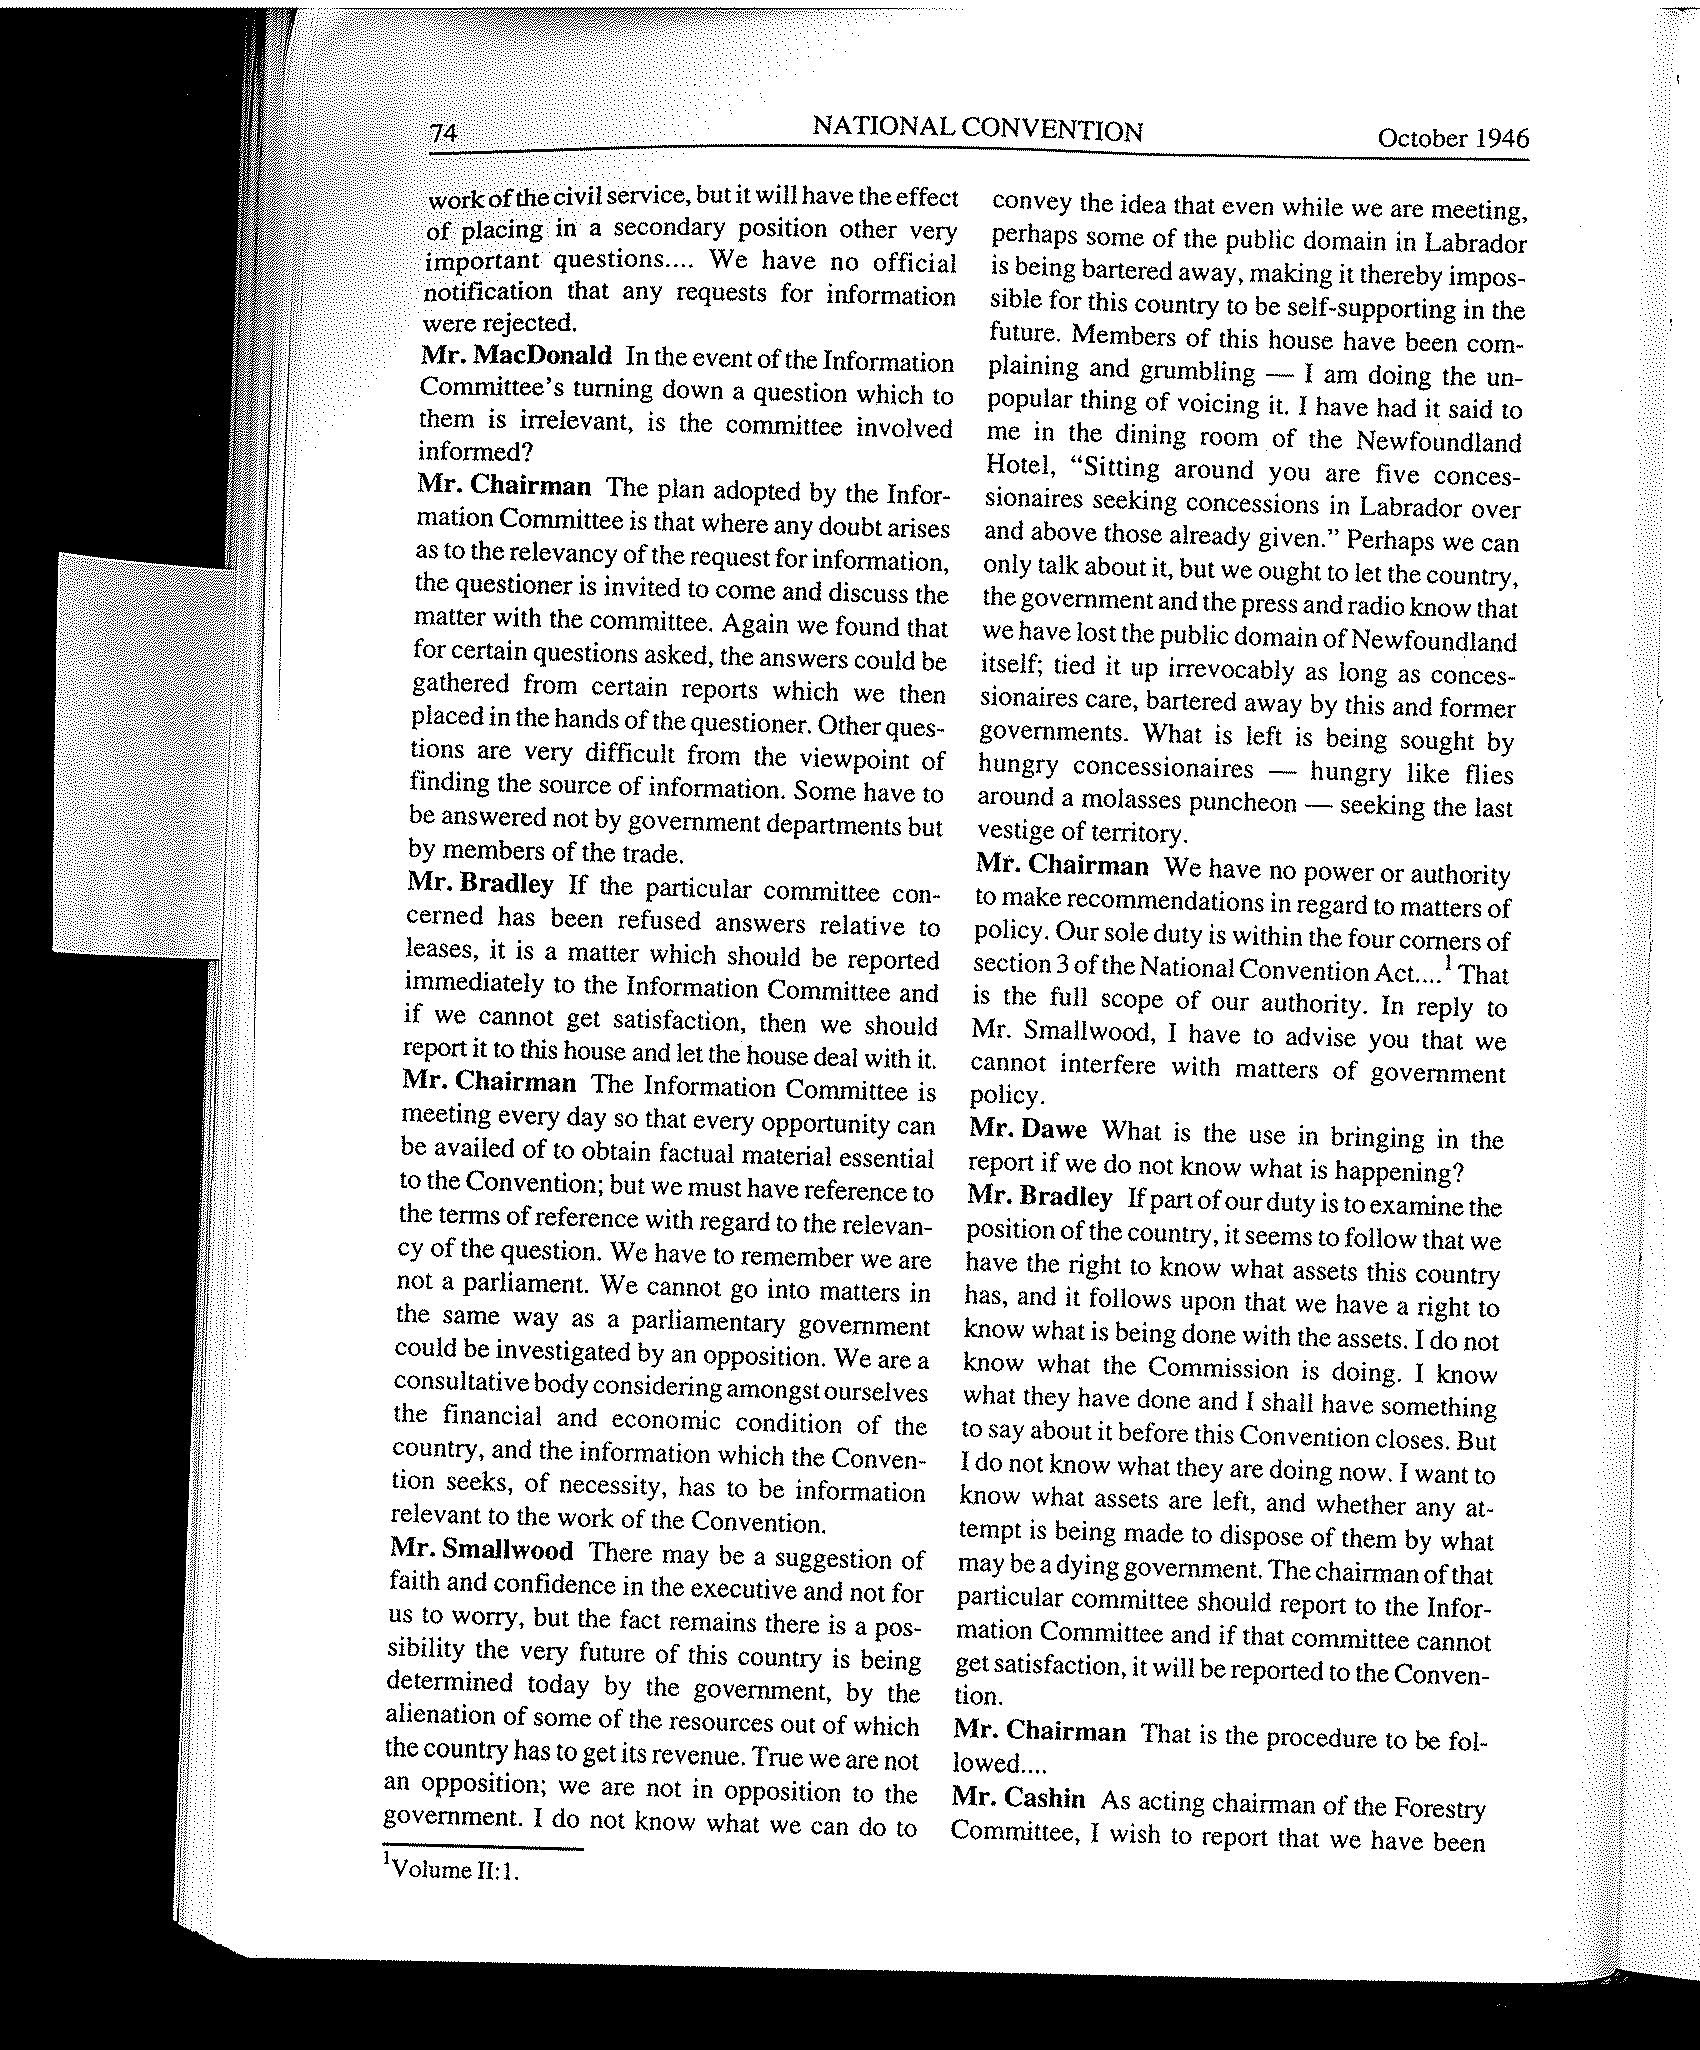 74
NATIONAL CONVENTION
October 1946
work of the civil service, but it will have the effect
of placing in a secondary position other very
important questions.... We have no official
notification that any requests for information
were rejected.
Mr. MacDonald In the event of the Information
Committee's turning down a question which to
them is irrelevant, is the committee involved
informed?
Mr. Chairman The plan adopted by the Infor-
mation Committee is that where any doubt arises
as to the relevancy of the request for information,
the questioner is invited to come and discuss the
matter with the committee. Again we found that
for certain questions asked, the answers could be
gathered from certain reports which we then
placed in the hands of the questioner. Other ques-
tions are very difficult from the viewpoint of
finding the source of information. Some have to
be answered not by government departments but
by members of the trade.
Mr. Bradley If the particular committee con-
cerned has been refused answers relative to
leases, it is a matter which should be reported
immediately to the Information Committee and
if we cannot get satisfaction, then we should
report it to this house and let the house deal with it.
Mr. Chairman The Information Committee is
meeting every day so that every opportunity can
be availed of to obtain factual material essential
to the Convention; but we must have reference to
the terms of reference with regard to the relevan-
cy of the question. We have to remember we are
not a parliament. We cannot go into matters in
the same way as a parliamentary government
could be investigated by an opposition. We are a
consultative body considering amongst ourselves
the financial and economic condition of the
country, and the information which the Conven-
tion seeks, of necessity, has to be information
relevant to the work of the Convention.
Mr. Smallwood There may be a suggestion of
faith and confidence in the executive and not for
us to worry, but the fact remains there is a pos-
sibility the very future of this country is being
determined today by the government, by the
alienation of some of the resources out of which
the country has to get its revenue. True we are not
an opposition; we are not in opposition to the
government. I do not know what we can do to
convey the idea that even while we are meeting,
perhaps some of the public domain in Labrador
is being bartered away, making it thereby impos-
sible for this country to be self-supporting in the
future. Members of this house have been com-
plaining and grumbling — I am doing the un-
popular thing of voicing it. I have had it said to
me in the dining room of the Newfoundland
Hotel, "Sitting around you are five conces-
sionaires seeking concessions in Labrador over
and above those already given." Perhaps we can
only talk about it, but we ought to let the country,
the government and the press and radio know that
we have lost the public domain of Newfoundland
itself; tied it up irrevocably as long as conces-
sionaires care, bartered away by this and former
governments. What is left is being sought by
hungry concessionaires — hungry like flies
around a molasses puncheon — seeking the last
vestige of territory.
Mr. Chairman We have no power or authority
to make recommendations in regard to matters of
policy. Our sole duty is within the four corners of
section 3 of the National Convention Act....1 That
is the full scope of our authority. In reply to
Mr. Smallwood, I have to advise you that we
cannot interfere with matters of government
policy.
Mr. Dawe What is the use in bringing in the
report if we do not know what is happening?
Mr. Bradley If part of our duty is to examine the
position of the country, it seems to follow that we
have the right to know what assets this country
has, and it follows upon that we have a right to
know what is being done with the assets. I do not
know what the Commission is doing. I know
what they have done and I shall have something
to say about it before this Convention closes. But
I do not know what they are doing now. I want to
know what assets are left, and whether any at-
tempt is being made to dispose of them by what
may be a dying government. The chairman of that
particular committee should report to the Infor-
mation Committee and if that committee cannot
get satisfaction, it will be reported to the Conven-
tion.
Mr. Chairman That is the procedure to be fol-
lowed....
Mr. Cashin As acting chairman of the Forestry
Committee, I wish to report that we have been
1Volume II:1.